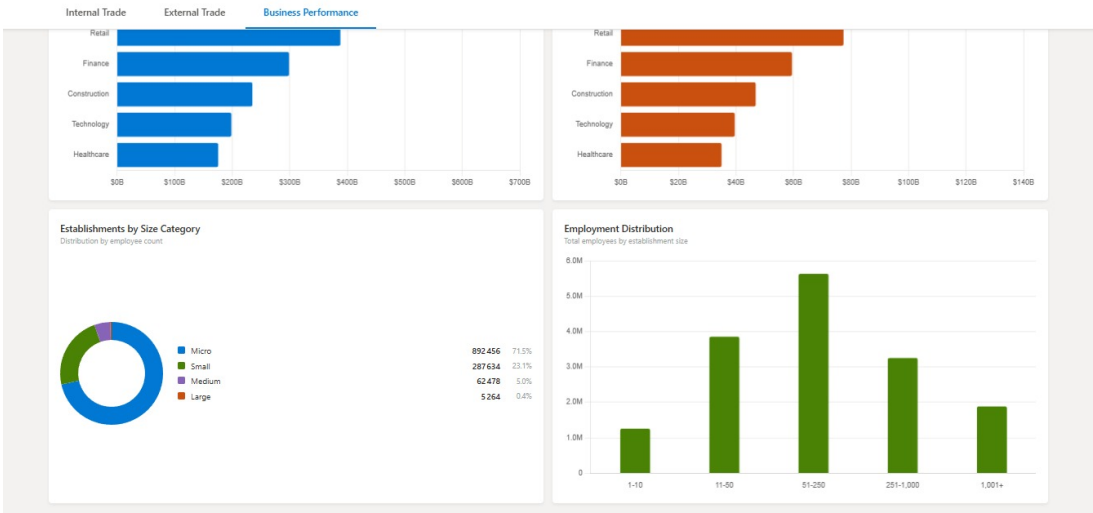 Internal Trade External Trade Business Performance
Retail
Finance
Construction
Technology
Healthcare
$0B $100B $200B $300B $400B $500B $600B $700B
Retail
Finance
Construction
Technology
Healthcare
$0B $20B $40B $60B $80B $100B $120B $140B
Establishments by Size Category
Distribution by employee count
Micro 892 456 71.5%
Small 287 634 23.1%
Medium 62 478 5.0%
Large 5 264 0.4%
Employment Distribution
Total employees by establishment size
6.0M
5.0M
4.0M
3.0M
2.0M
1.0M
0
1-10 11-50 51-250 251-1,000 1,001+